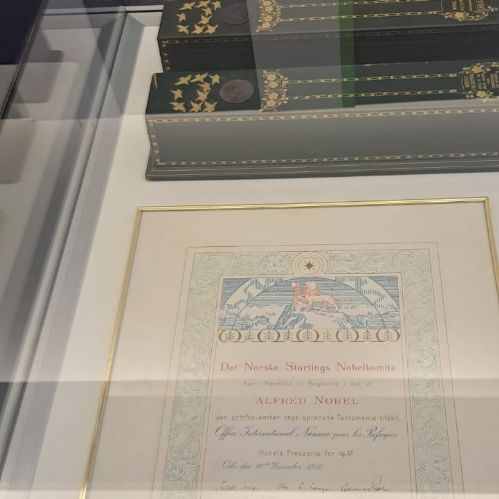 Det Norske Stortings Nobelkomite
har i Henhold til Reglerne i det af
ALFRED NOBEL
den 27de November 1895 oprettede Testamente tildelt
Office International Nansen pour les Réfugiés
Nobels Fredspris for 1938
Oslo den 10de Desember 1938